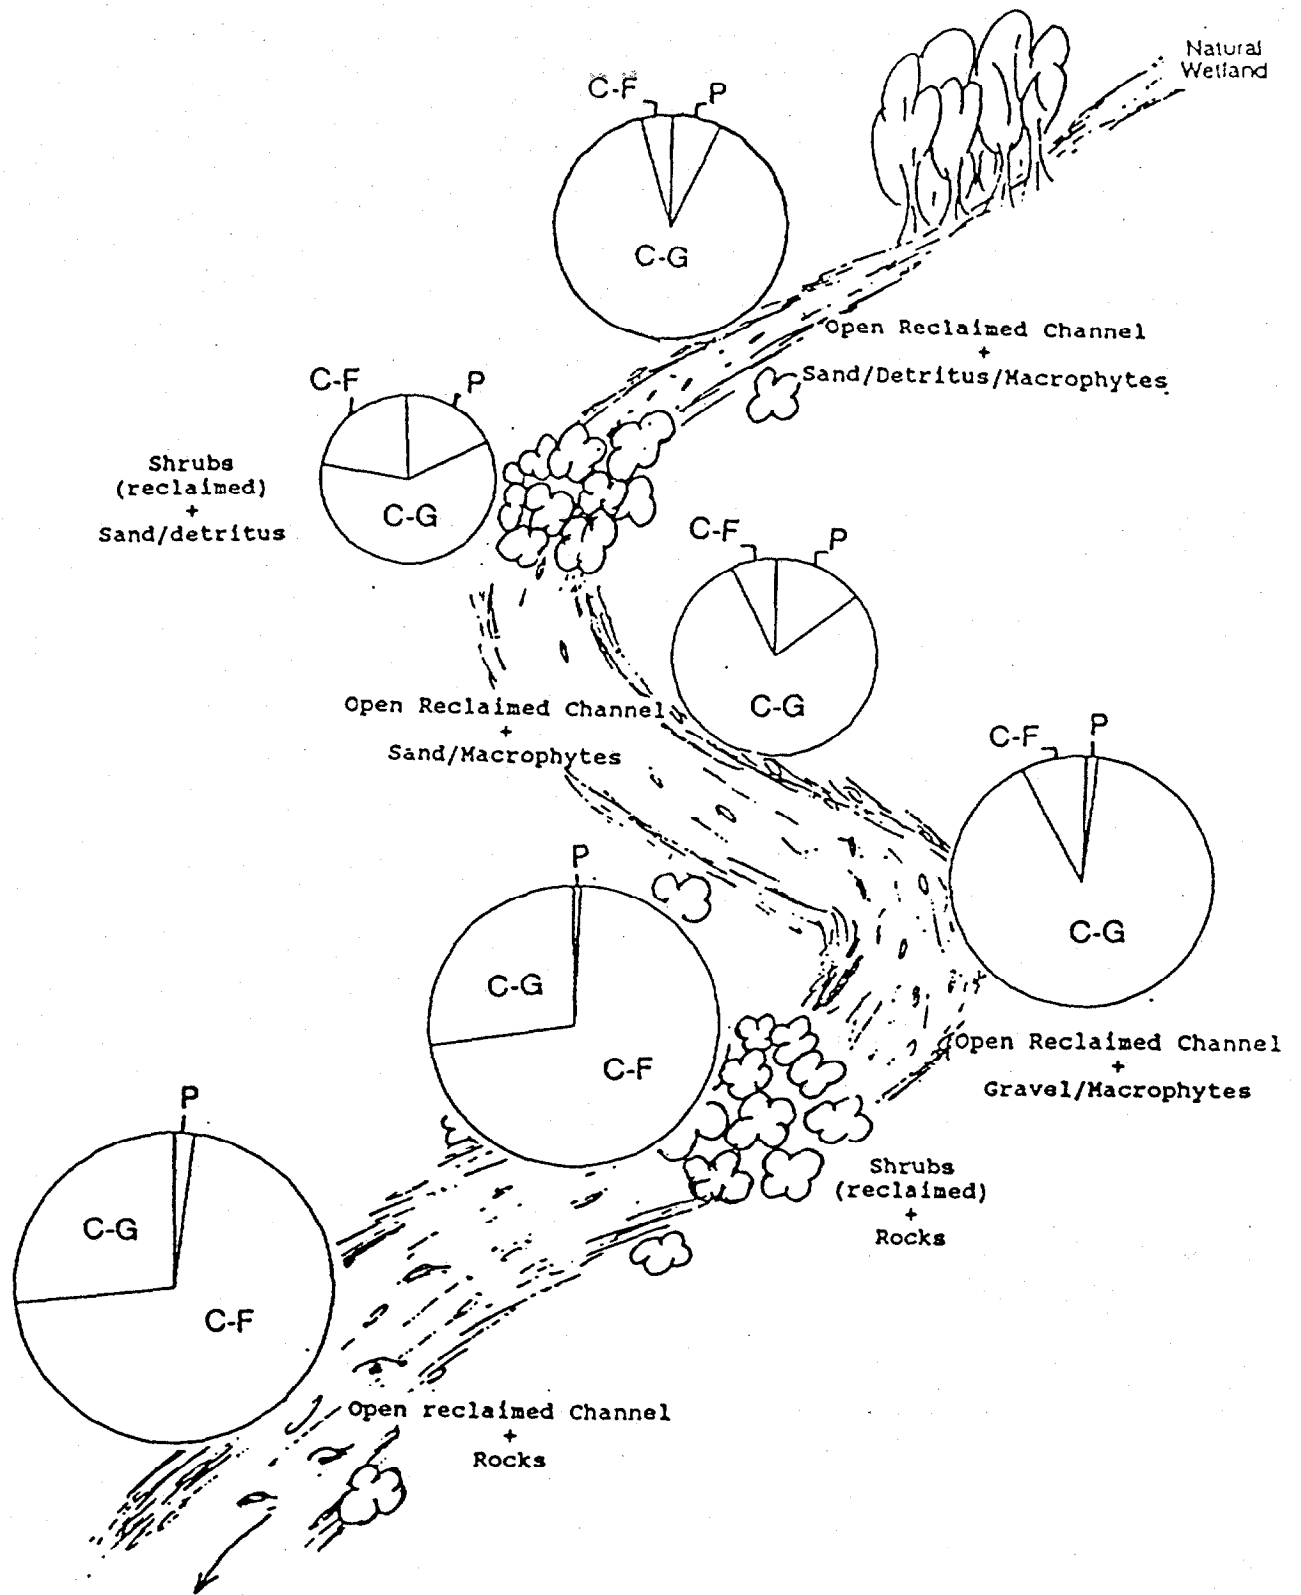 Natural
Wetland
C-F P
C-G
Open Reclaimed Channel
+
Sand/Detritus/Macrophytes
C-F P
C-G
Shrubs
(reclaimed)
+
Sand/detritus
C-F P
C-G
Open Reclaimed Channel
+
Sand/Macrophytes
C-F P
C-G
Open Reclaimed Channel
+
Gravel/Macrophytes
P
C-G
C-F
Shrubs
(reclaimed)
+
Rocks
P
C-G
C-F
Open reclaimed Channel
+
Rocks